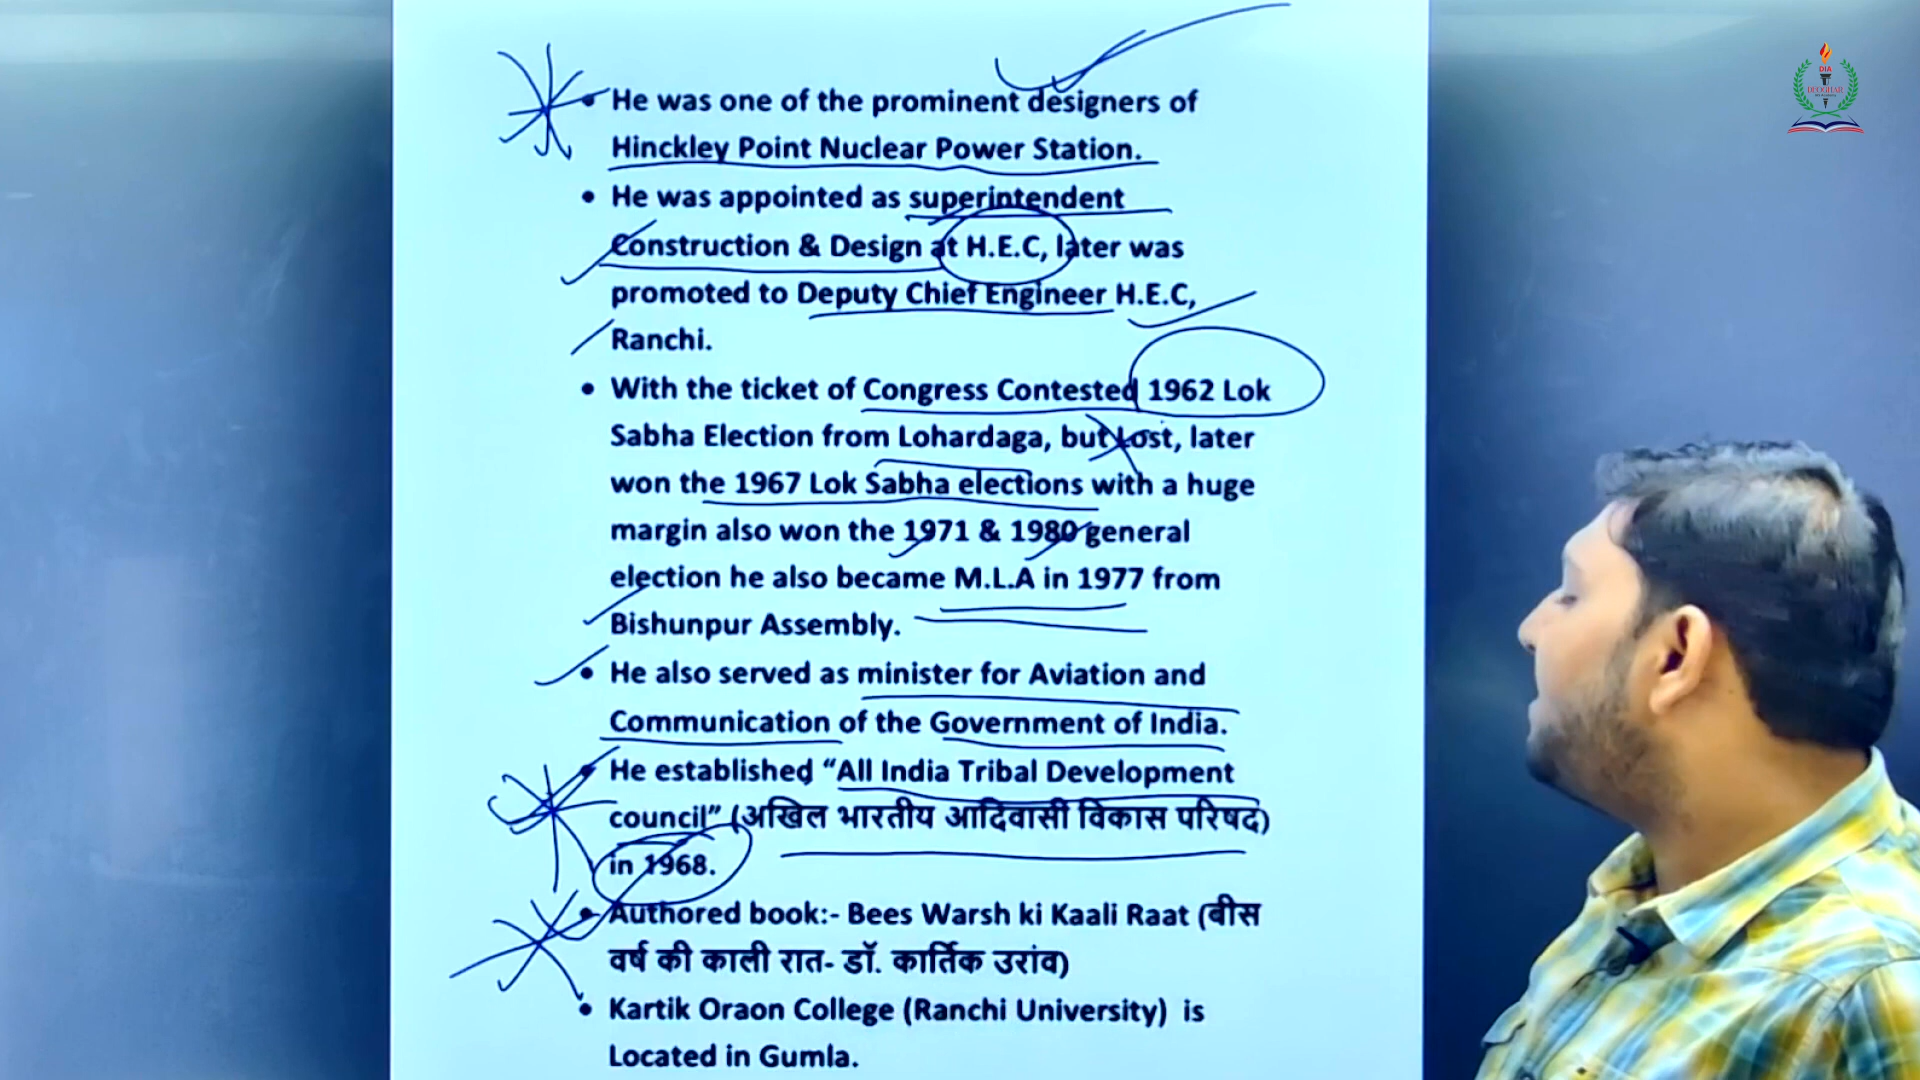 DIA
DEOGHAR
• He was one of the prominent designers of
Hinckley Point Nuclear Power Station.
• He was appointed as superintendent
Construction & Design at H.E.C, later was
promoted to Deputy Chief Engineer H.E.C,
Ranchi.
• With the ticket of Congress Contested 1962 Lok
Sabha Election from Lohardaga, but Lost, later
won the 1967 Lok Sabha elections with a huge
margin also won the 1971 & 1980 general
election he also became M.L.A in 1977 from
Bishunpur Assembly.
• He also served as minister for Aviation and
Communication of the Government of India.
• He established “All India Tribal Development
council” (अखिल भारतीय आदिवासी विकास परिषद)
in 1968.
• Authored book:- Bees Warsh ki Kaali Raat (बीस
वर्ष की काली रात- डॉ. कार्तिक उरांव)
• Kartik Oraon College (Ranchi University) is
Located in Gumla.